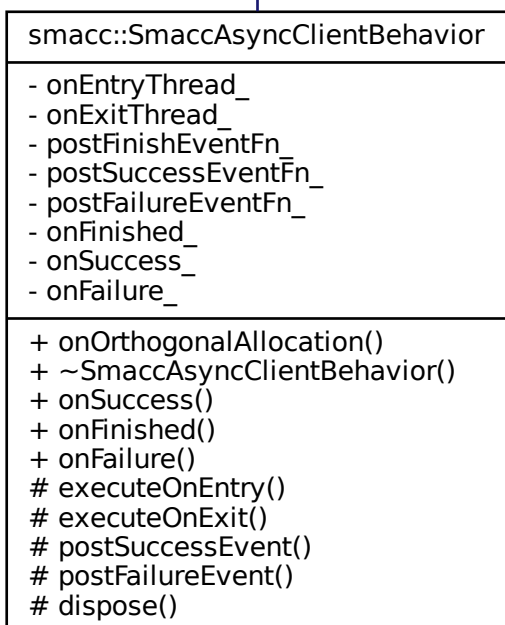 smacc::SmaccAsyncClientBehavior
- onEntryThread_
- onExitThread_
- postFinishEventFn_
- postSuccessEventFn_
- postFailureEventFn_
- onFinished_
- onSuccess_
- onFailure_
+ onOrthogonalAllocation()
+ ~SmaccAsyncClientBehavior()
+ onSuccess()
+ onFinished()
+ onFailure()
# executeOnEntry()
# executeOnExit()
# postSuccessEvent()
# postFailureEvent()
# dispose()